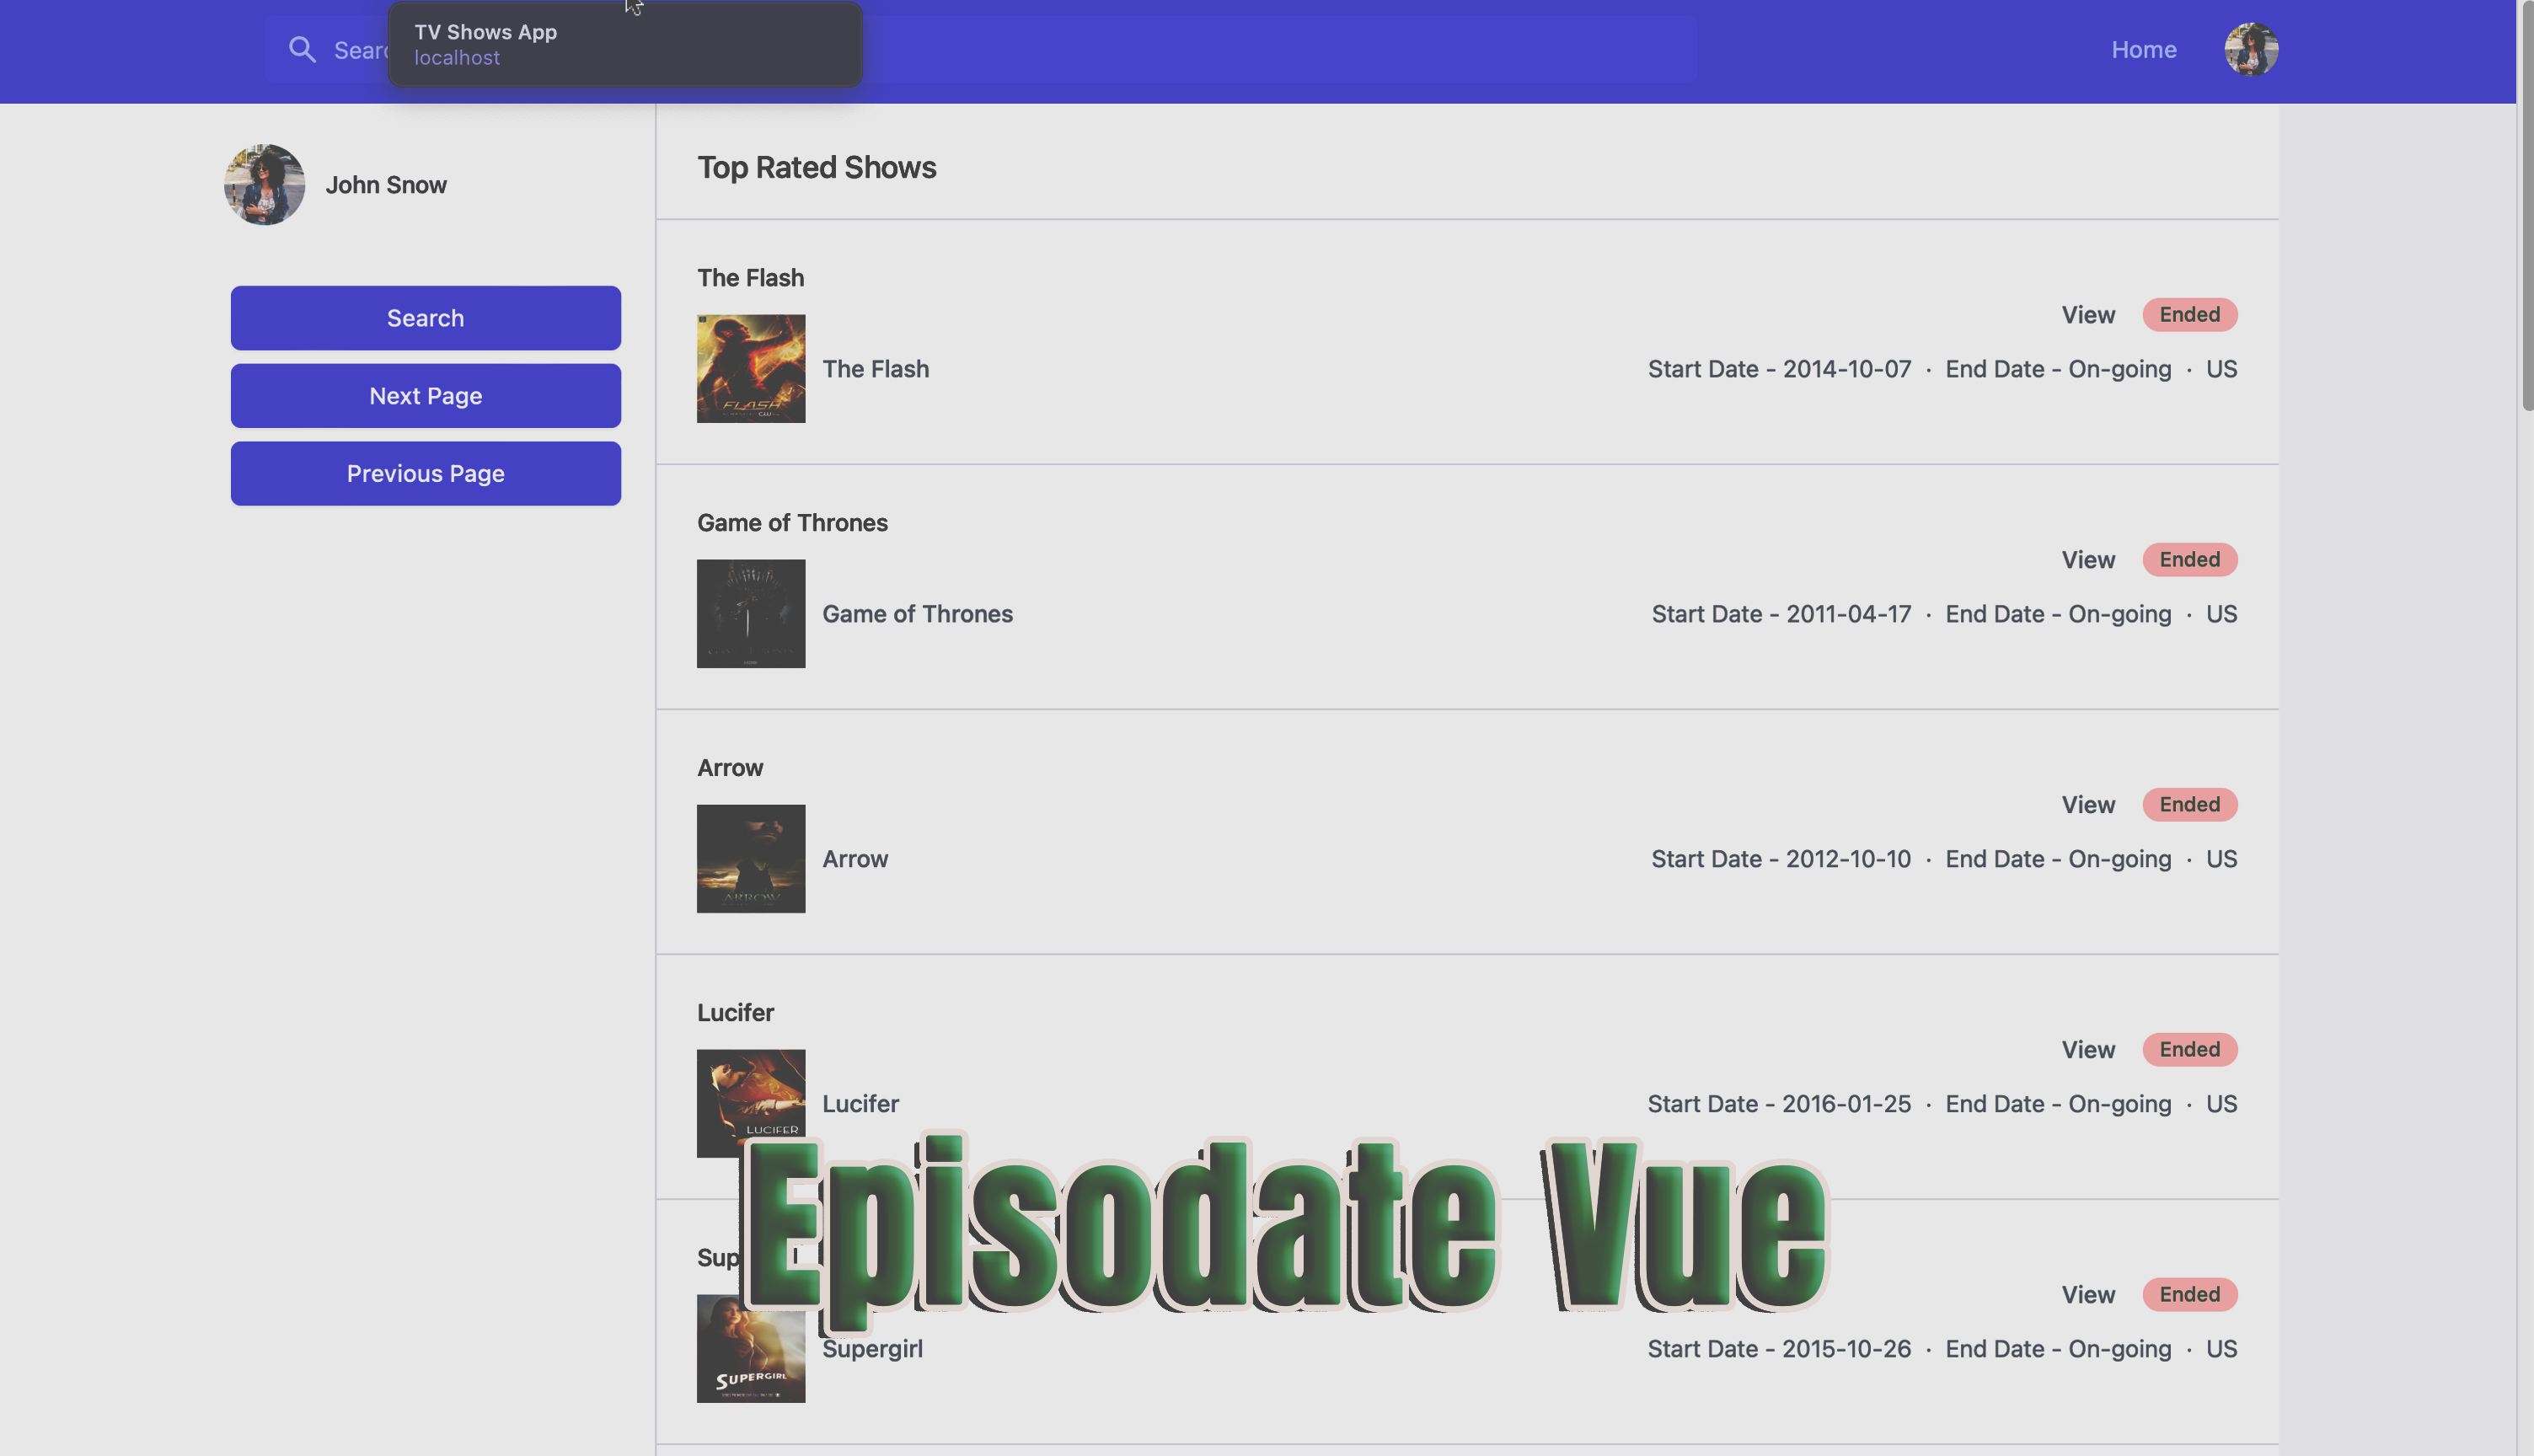 TV Shows App
localhost
Sear
Home
John Snow
Search
Next Page
Previous Page
Top Rated Shows
The Flash
FLASH
The Flash
View Ended
Start Date - 2014-10-07 · End Date - On-going · US
Game of Thrones
Game of Thrones
View Ended
Start Date - 2011-04-17 · End Date - On-going · US
Arrow
ARROW
Arrow
View Ended
Start Date - 2012-10-10 · End Date - On-going · US
Lucifer
LUCIFER
Lucifer
View Ended
Start Date - 2016-01-25 · End Date - On-going · US
Episodate Vue
Sup
SUPERGIRL
Supergirl
View Ended
Start Date - 2015-10-26 · End Date - On-going · US